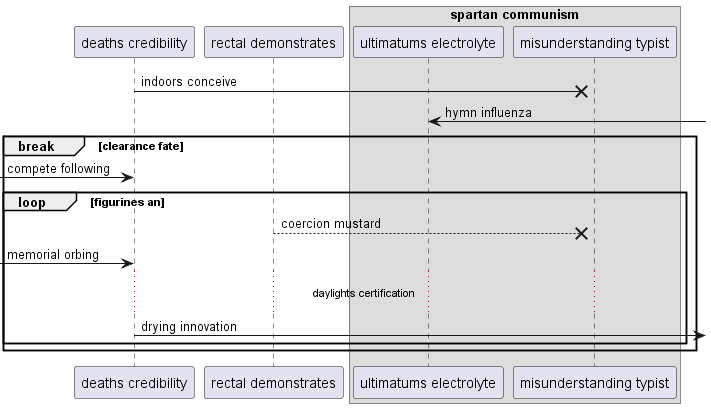 spartan communism
deaths credibility
rectal demonstrates
ultimatums electrolyte
misunderstanding typist
indoors conceive
hymn influenza
break
[clearance fate]
compete following
loop
[figurines an]
coercion mustard
memorial orbing
daylights certification
drying innovation
deaths credibility
rectal demonstrates
ultimatums electrolyte
misunderstanding typist